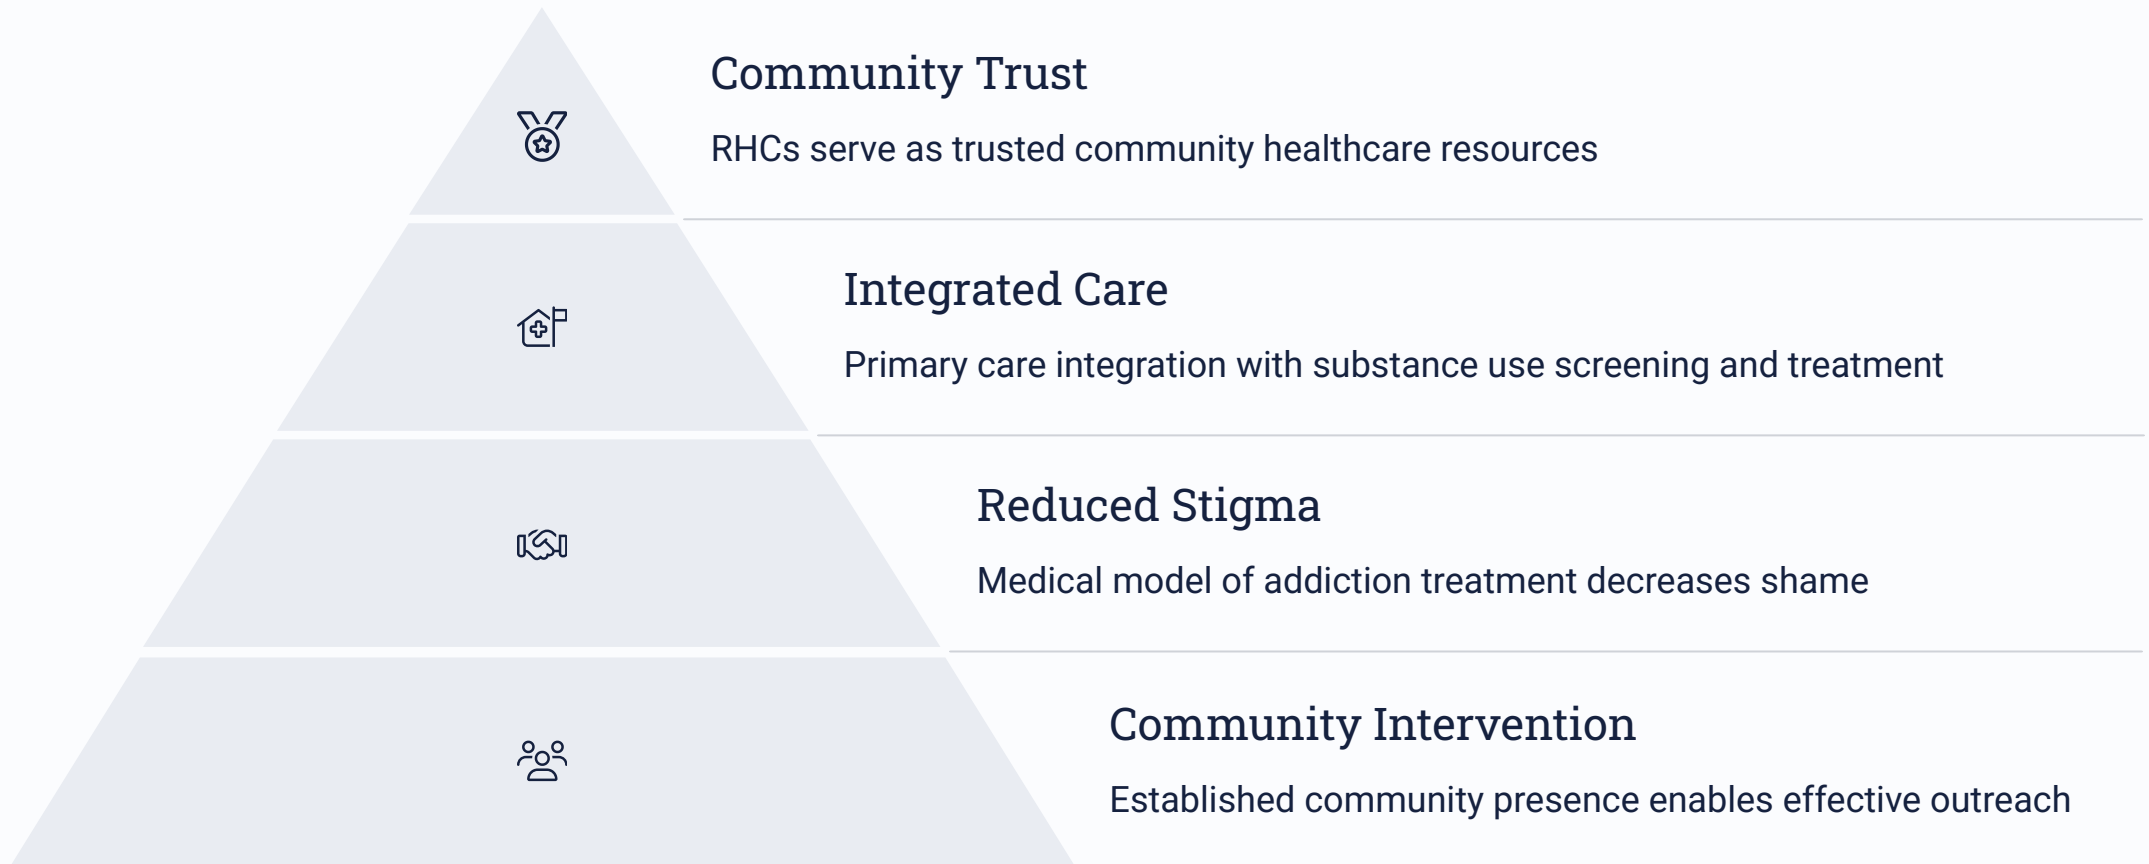 Community Trust
RHCs serve as trusted community healthcare resources
Integrated Care
Primary care integration with substance use screening and treatment
Reduced Stigma
Medical model of addiction treatment decreases shame
Community Intervention
Established community presence enables effective outreach